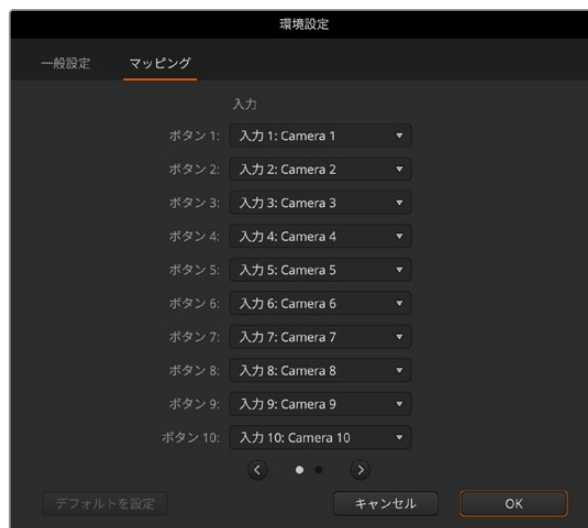 環境設定
一般設定 マッピング
入力
ボタン 1: 入力 1: Camera 1
ボタン 2: 入力 2: Camera 2
ボタン 3: 入力 3: Camera 3
ボタン 4: 入力 4: Camera 4
ボタン 5: 入力 5: Camera 5
ボタン 6: 入力 6: Camera 6
ボタン 7: 入力 7: Camera 7
ボタン 8: 入力 8: Camera 8
ボタン 9: 入力 9: Camera 9
ボタン 10: 入力 10: Camera 10
デフォルトを設定 キャンセル OK